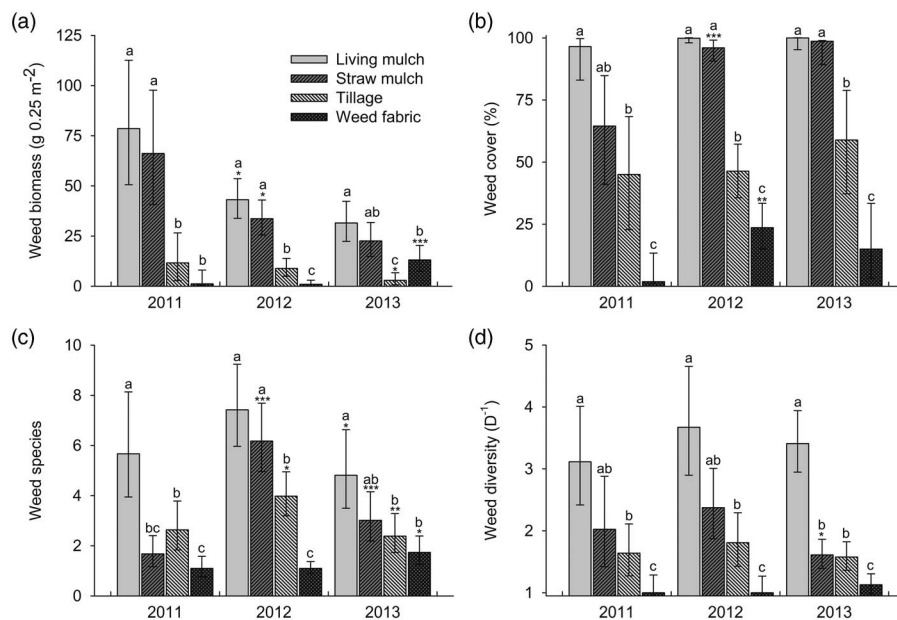 (a)
Weed biomass (g 0.25 m⁻²)
125
100
75
50
25
0
Living mulch
Straw mulch
Tillage
Weed fabric
a
a
b
b
a
*
a
*
b
c
a
ab
c
*
b
***
2011 2012 2013
(b)
Weed cover (%)
100
75
50
25
0
a
ab
b
c
a
a
***
b
c
**
a
a
b
c
2011 2012 2013
(c)
Weed species
10
8
6
4
2
0
a
bc
b
c
a
a
***
b
*
c
a
*
ab
***
b
**
b
*
2011 2012 2013
(d)
Weed diversity (D⁻¹)
5
4
3
2
1
a
ab
b
c
a
ab
b
c
a
b
*
b
c
2011 2012 2013